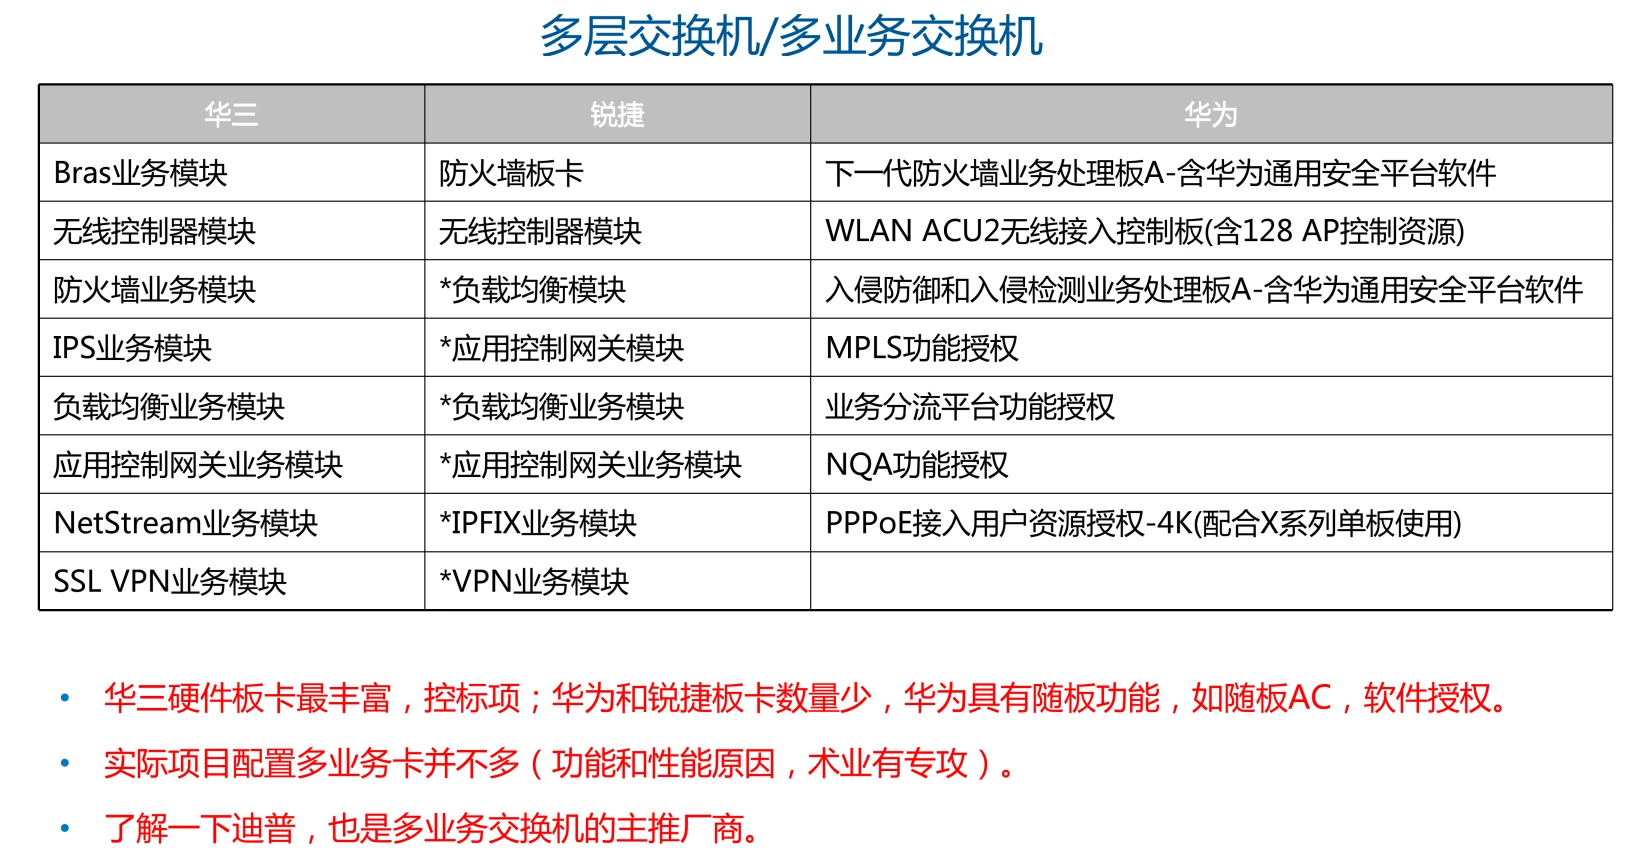 多层交换机/多业务交换机
华三 锐捷 华为
Bras业务模块 防火墙板卡 下一代防火墙业务处理板A-含华为通用安全平台软件
无线控制器模块 无线控制器模块 WLAN ACU2无线接入控制板(含128 AP控制资源)
防火墙业务模块 *负载均衡模块 入侵防御和入侵检测业务处理板A-含华为通用安全平台软件
IPS业务模块 *应用控制网关模块 MPLS功能授权
负载均衡业务模块 *负载均衡业务模块 业务分流平台功能授权
应用控制网关业务模块 *应用控制网关业务模块 NQA功能授权
NetStream业务模块 *IPFIX业务模块 PPPoE接入用户资源授权-4K(配合X系列单板使用)
SSL VPN业务模块 *VPN业务模块
• 华三硬件板卡最丰富，控标项；华为和锐捷板卡数量少，华为具有随板功能，如随板AC，软件授权。
• 实际项目配置多业务卡并不多（功能和性能原因，术业有专攻）。
• 了解一下迪普，也是多业务交换机的主推厂商。